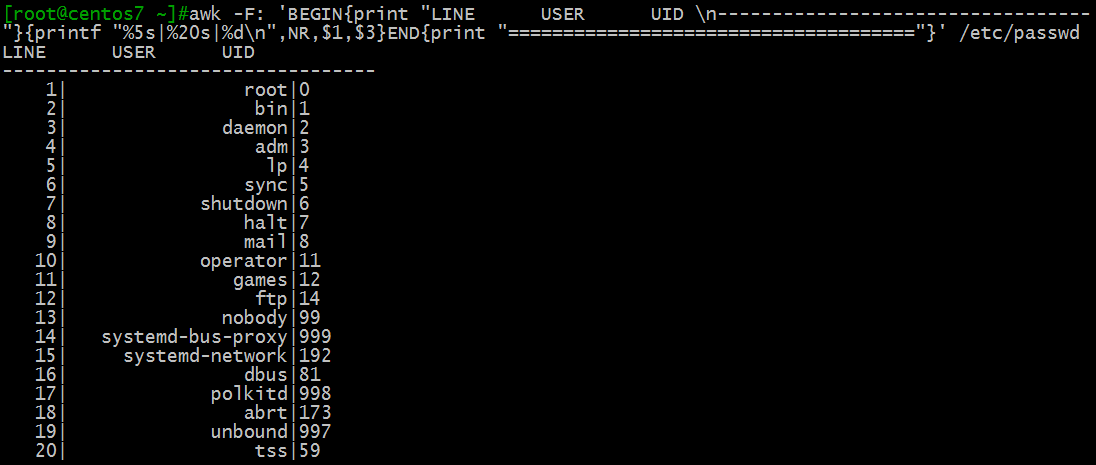 [root@centos7 ~]#awk -F: 'BEGIN{print "LINE      USER      UID \n----------------------------------
"}{printf "%5s|%20s|%d\n",NR,$1,$3}END{print "====================================="}' /etc/passwd
LINE      USER      UID
----------------------------------
    1|                root|0
    2|                 bin|1
    3|              daemon|2
    4|                 adm|3
    5|                  lp|4
    6|                sync|5
    7|            shutdown|6
    8|                halt|7
    9|                mail|8
   10|            operator|11
   11|               games|12
   12|                 ftp|14
   13|              nobody|99
   14|   systemd-bus-proxy|999
   15|     systemd-network|192
   16|                dbus|81
   17|             polkitd|998
   18|                abrt|173
   19|             unbound|997
   20|                 tss|59